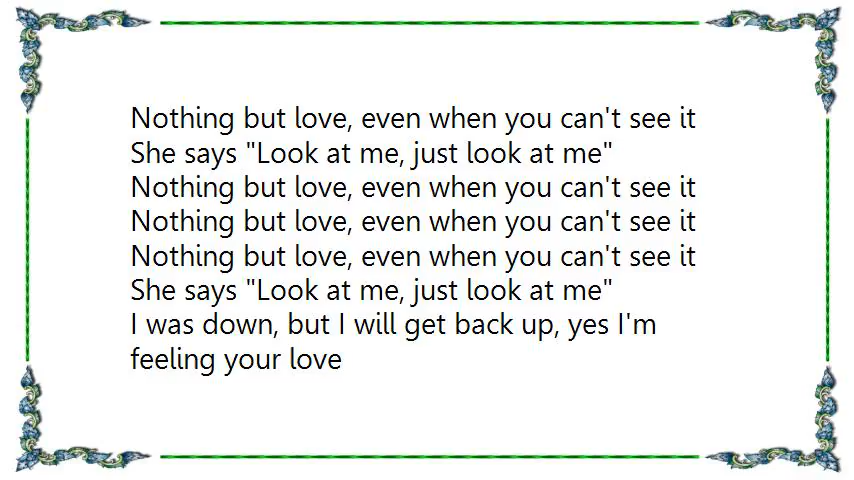 Nothing but love, even when you can't see it
She says "Look at me, just look at me"
Nothing but love, even when you can't see it
Nothing but love, even when you can't see it
Nothing but love, even when you can't see it
She says "Look at me, just look at me"
I was down, but I will get back up, yes I'm
feeling your love